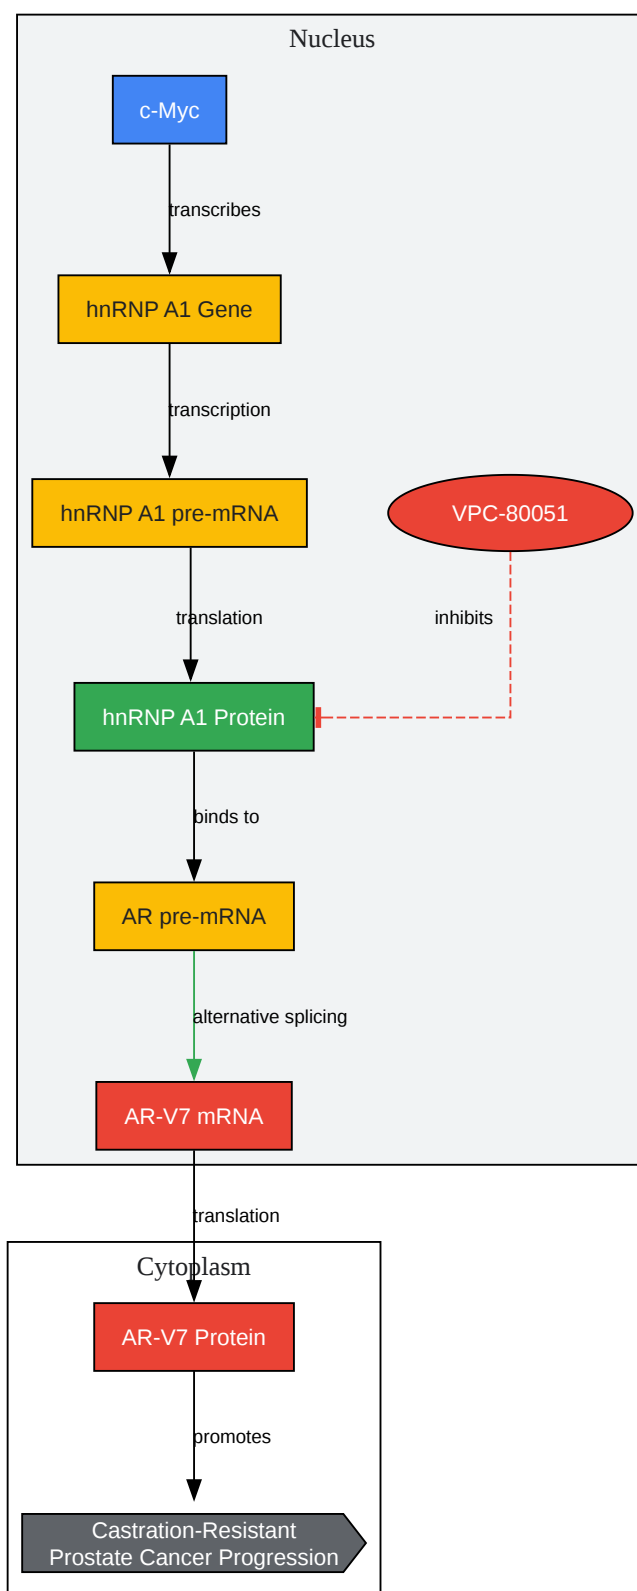 Nucleus
c-Myc
transcribes
hnRNP A1 Gene
transcription
hnRNP A1 pre-mRNA
VPC-80051
translation
inhibits
hnRNP A1 Protein
binds to
AR pre-mRNA
alternative splicing
AR-V7 mRNA
translation
Cytoplasm
AR-V7 Protein
promotes
Castration-Resistant
Prostate Cancer Progression